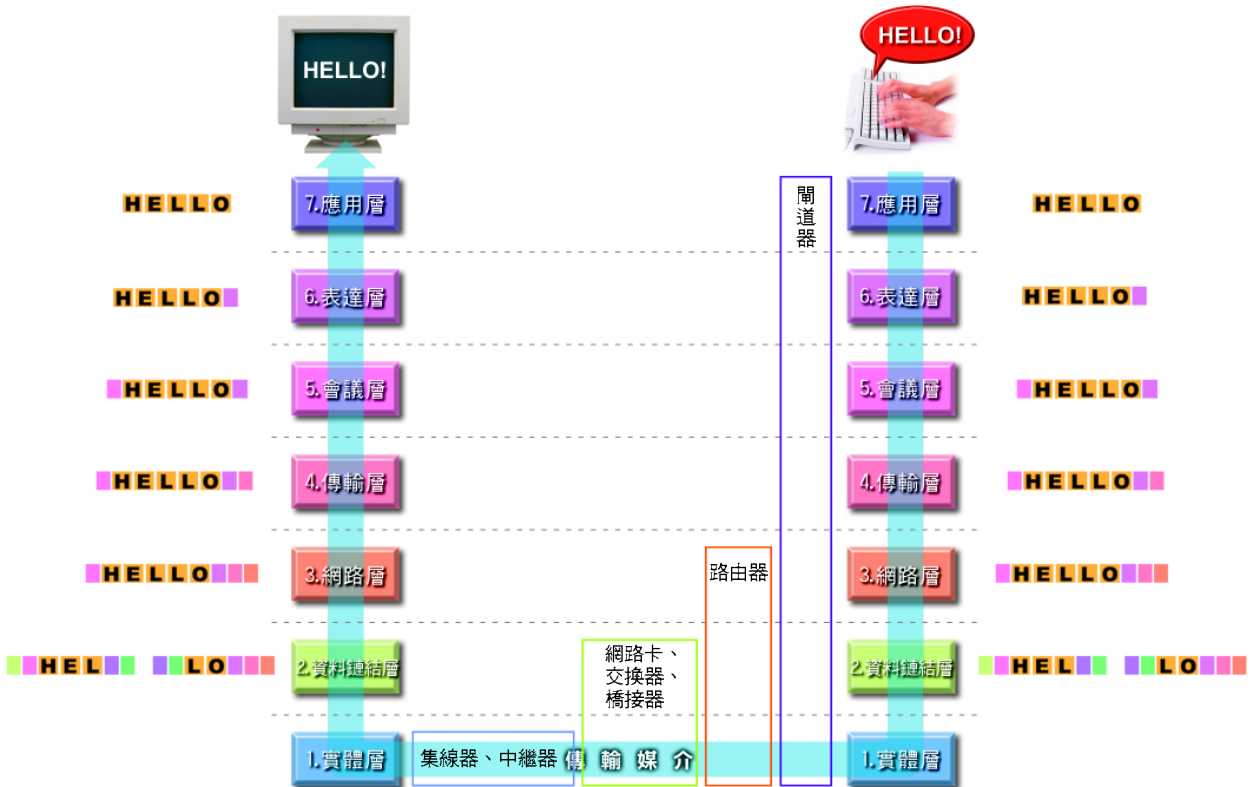 HELLO!
HELLO!
HELLO
7.應用層
閘道器
7.應用層
HELLO
HELLO
6.表達層
6.表達層
HELLO
HELLO
5.會議層
5.會議層
HELLO
HELLO
4.傳輸層
4.傳輸層
HELLO
HELLO
3.網路層
路由器
3.網路層
HELLO
HEL LO
2.資料鏈結層
網路卡、
交換器、
橋接器
2.資料鏈結層
HEL LO
1.實體層
集線器、中繼器
傳輸媒介
1.實體層